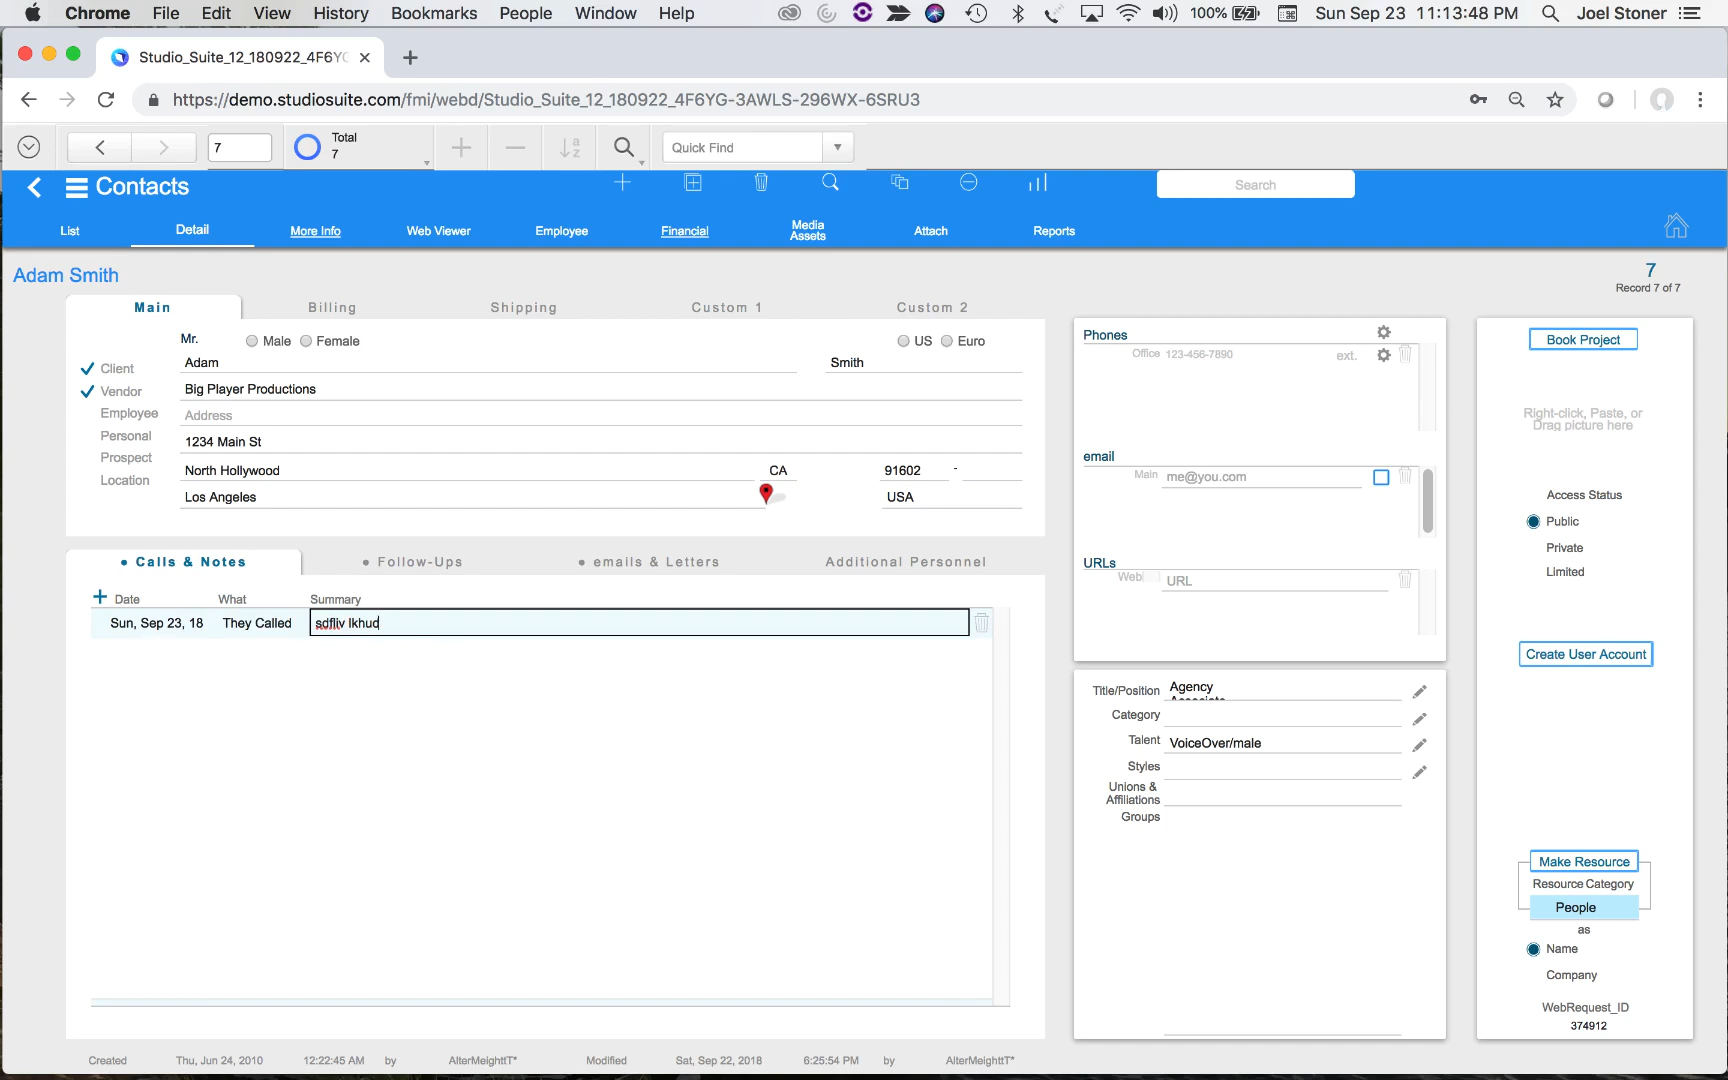 Chrome File Edit View History Bookmarks People Window Help 100% Sun Sep 23 11:13:48 PM Joel Stoner
Studio_Suite_12_180922_4F6YG
https://demo.studiosuite.com/fmi/webd/Studio_Suite_12_180922_4F6YG-3AWLS-296WX-6SRU3
7 Total Quick Find
7
Contacts Search
List Detail More Info Web Viewer Employee Financial Media Assets Attach Reports
Adam Smith 7
Record 7 of 7
Main Billing Shipping Custom 1 Custom 2
Mr. Male Female US Euro
Client Adam Smith
Vendor Big Player Productions
Employee Address
Personal 1234 Main St
Prospect North Hollywood CA 91602 -
Location Los Angeles USA
Phones
Office 123-456-7890 ext.
email
Main me@you.com
URLs
Web URL
Book Project
Right-click, Paste, or
Drag picture here
Access Status
Public
Private
Limited
Create User Account
Calls & Notes Follow-Ups emails & Letters Additional Personnel
Date What Summary
Sun, Sep 23, 18 They Called sdfliv lkhud
Title/Position Agency
Associate
Category
Talent VoiceOver/male
Styles
Unions &
Affiliations
Groups
Make Resource
Resource Category
People
as
Name
Company
WebRequest_ID
374912
Created Thu, Jun 24, 2010 12:22:45 AM by AlterMeighttT* Modified Sat, Sep 22, 2018 6:25:54 PM by AlterMeighttT*